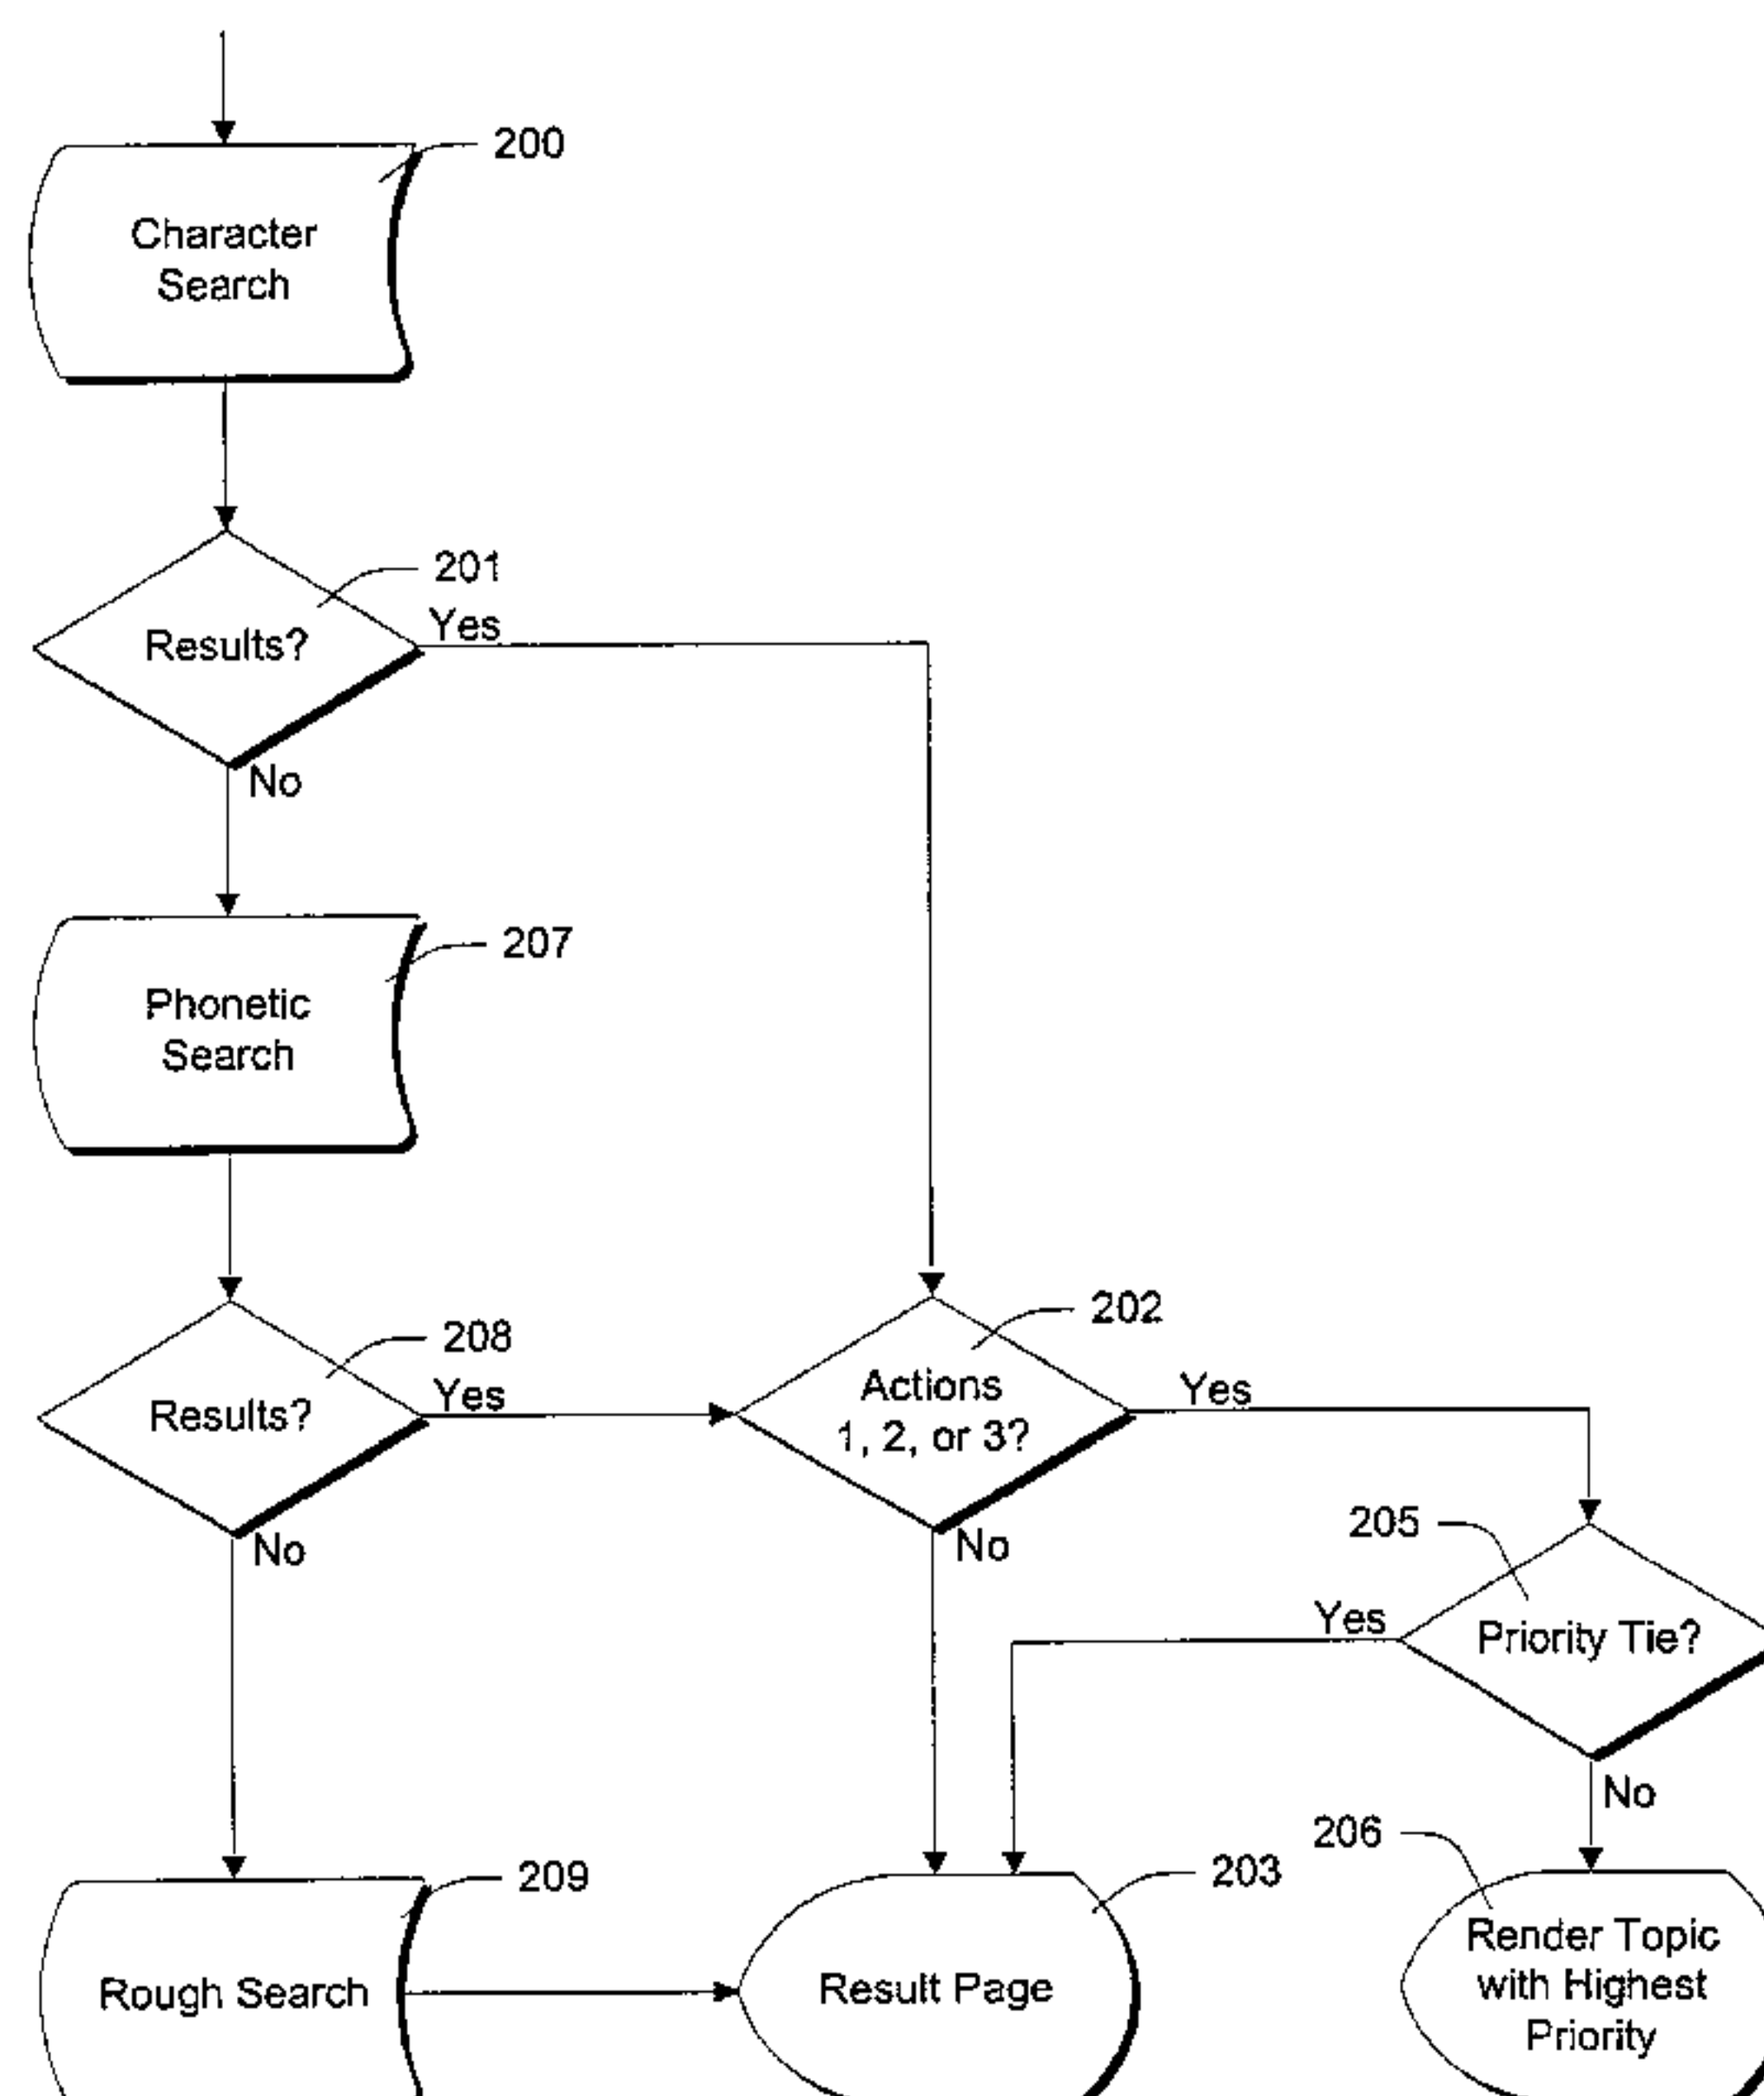 200
Character
Search
201
Yes
Results?
No
207
Phonetic
Search
208
Yes
Results?
No
202
Actions
1, 2, or 3?
Yes
No
205
Yes
Priority Tie?
No
209
Rough Search
203
Result Page
206
Render Topic
with Highest
Priority